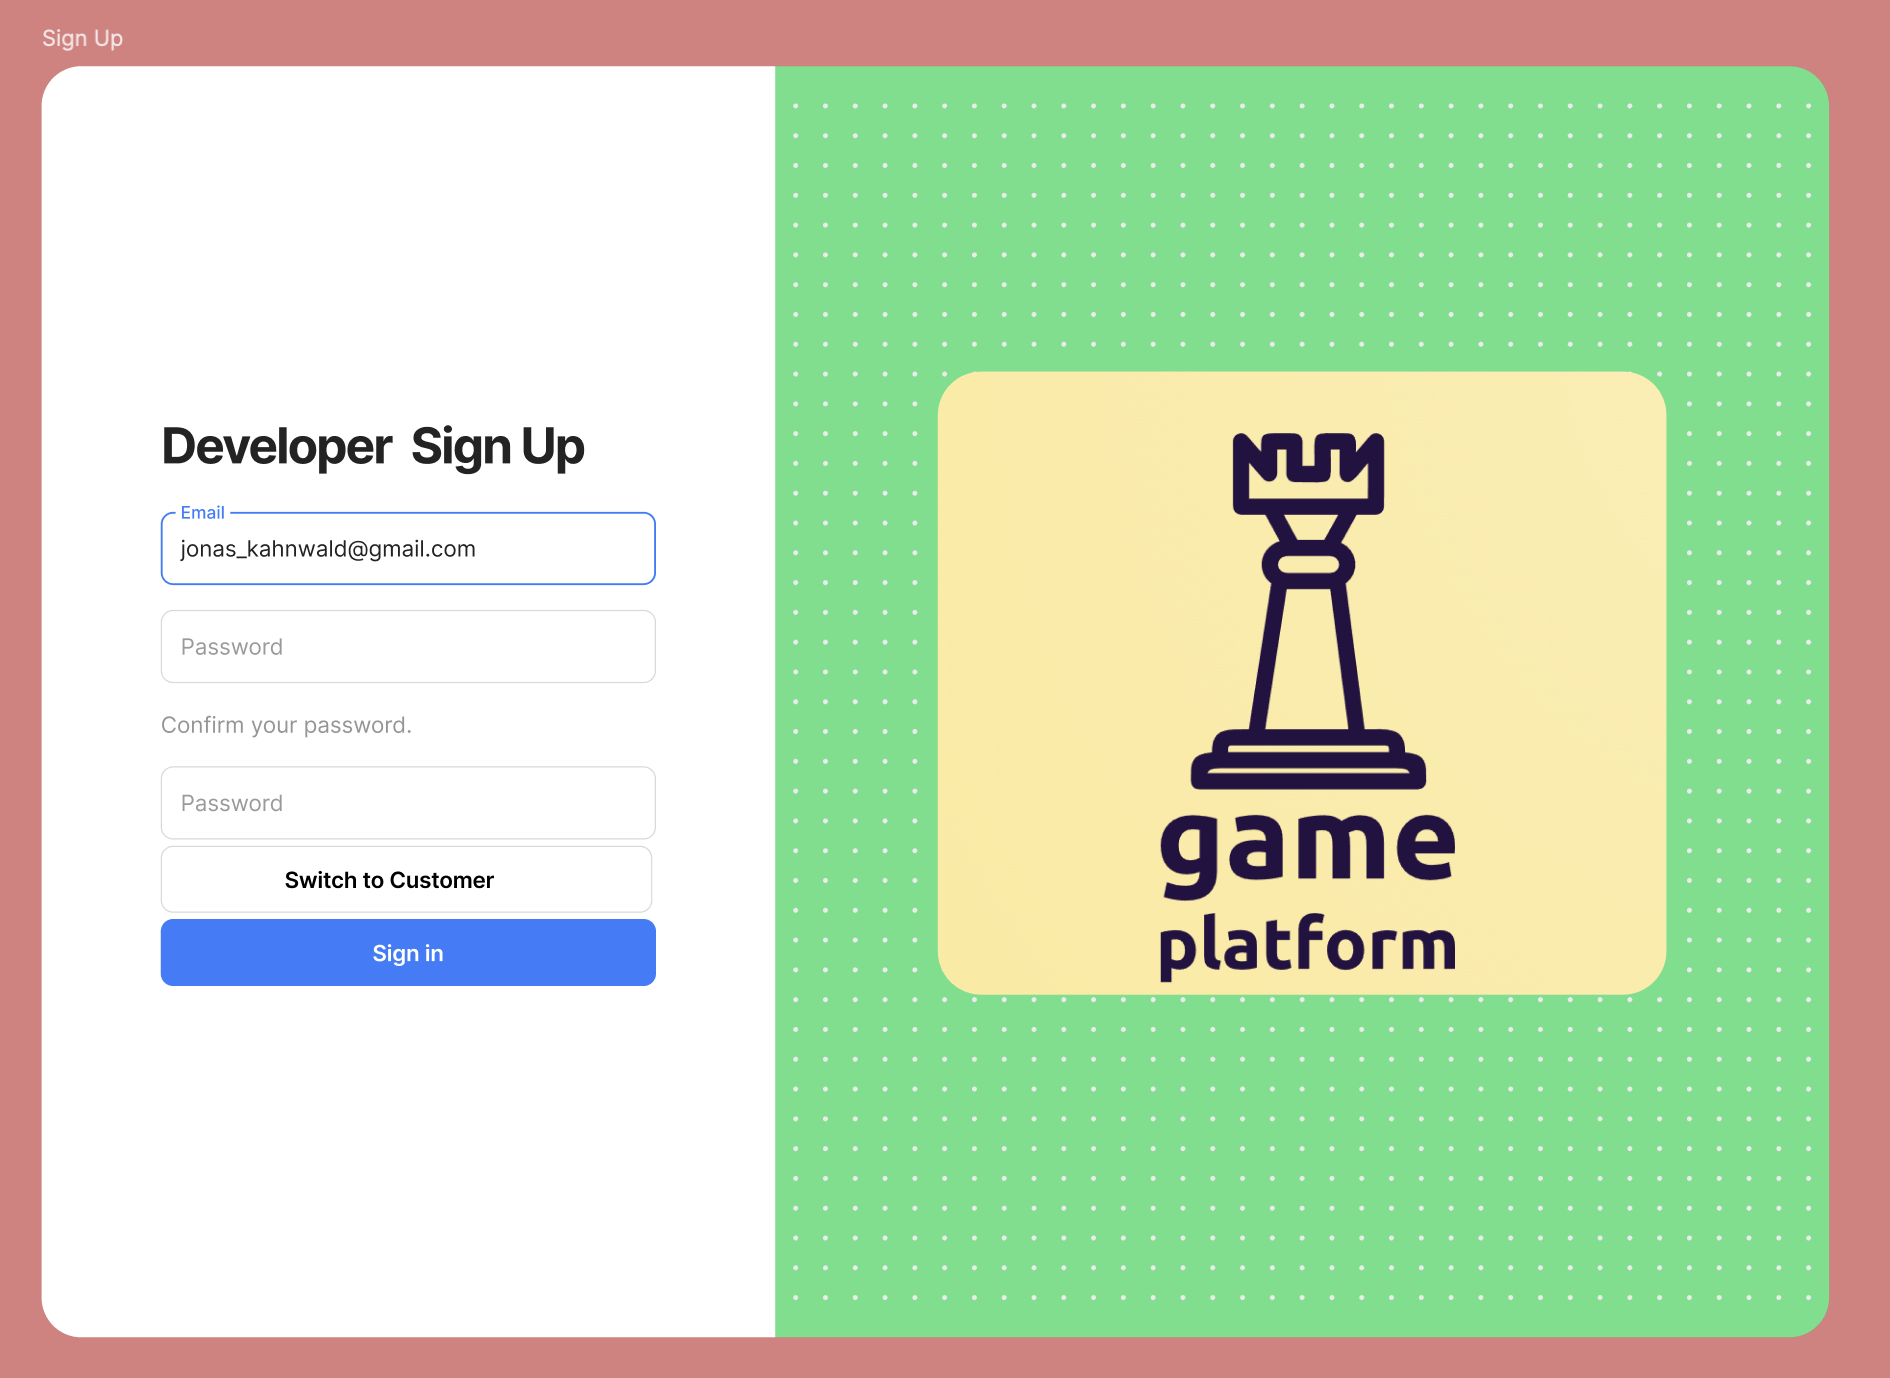 Sign Up
Developer Sign Up
Email
jonas_kahnwald@gmail.com
Password
Confirm your password.
Password
Switch to Customer
Sign in
game
platform